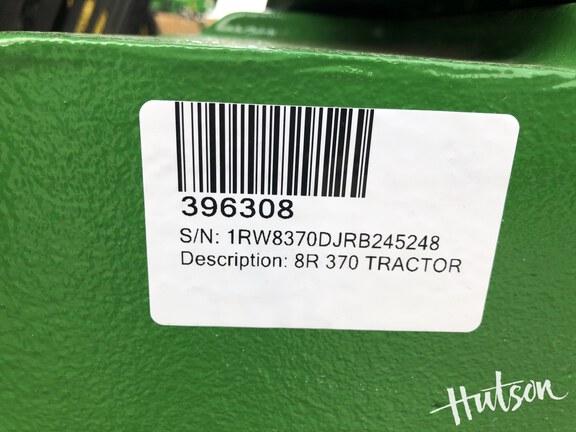 396308
S/N: 1RW8370DJRB245248
Description: 8R 370 TRACTOR
Hutson